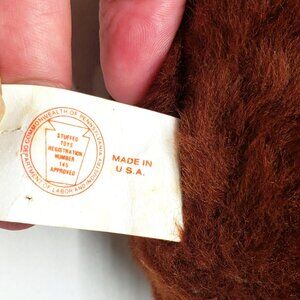 COMMONWEALTH OF PENNSYLVANIA
STUFFED
TOYS
REGISTRATION
NUMBER
145
APPROVED
DEPARTMENT OF LABOR AND INDUSTRY
MADE IN
U.S.A.